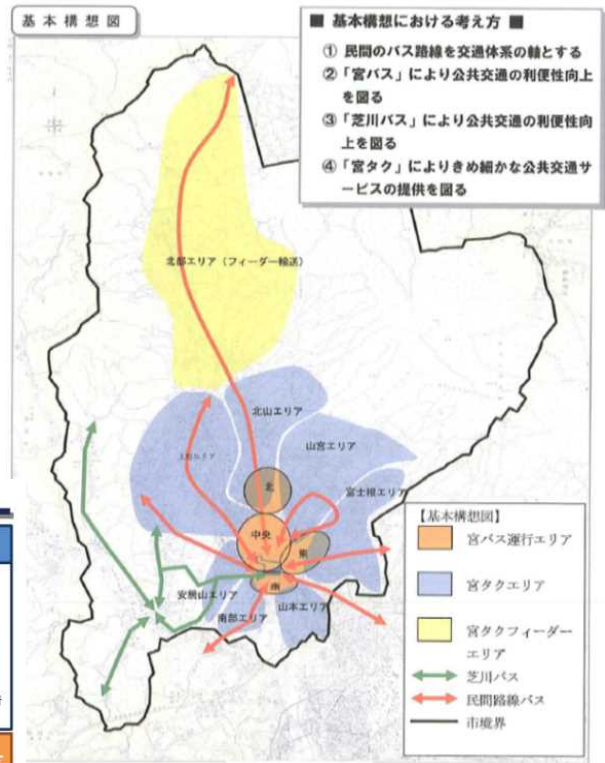 基本構想図
■ 基本構想における考え方 ■
① 民間のバス路線を交通体系の軸とする
②「宮バス」により公共交通の利便性向上
を図る
③「芝川バス」により公共交通の利便性向
上を図る
④「宮タク」によりきめ細かな公共交通サ
ービスの提供を図る
北部エリア（フィーダー輸送）
北山エリア
山宮エリア
富士根エリア
北
中央
東
南
安居山エリア
南部エリア
山本エリア
【基本構想図】
宮バス運行エリア
宮タクエリア
宮タクフィーダー
エリア
芝川バス
民間路線バス
市境界